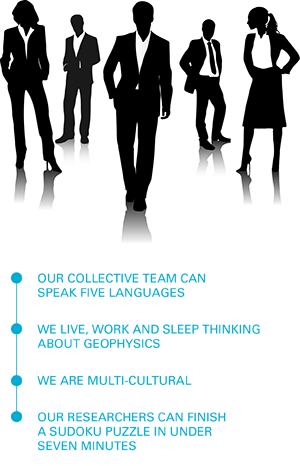 OUR COLLECTIVE TEAM CAN
SPEAK FIVE LANGUAGES
WE LIVE, WORK AND SLEEP THINKING
ABOUT GEOPHYSICS
WE ARE MULTI-CULTURAL
OUR RESEARCHERS CAN FINISH
A SUDOKU PUZZLE IN UNDER
SEVEN MINUTES